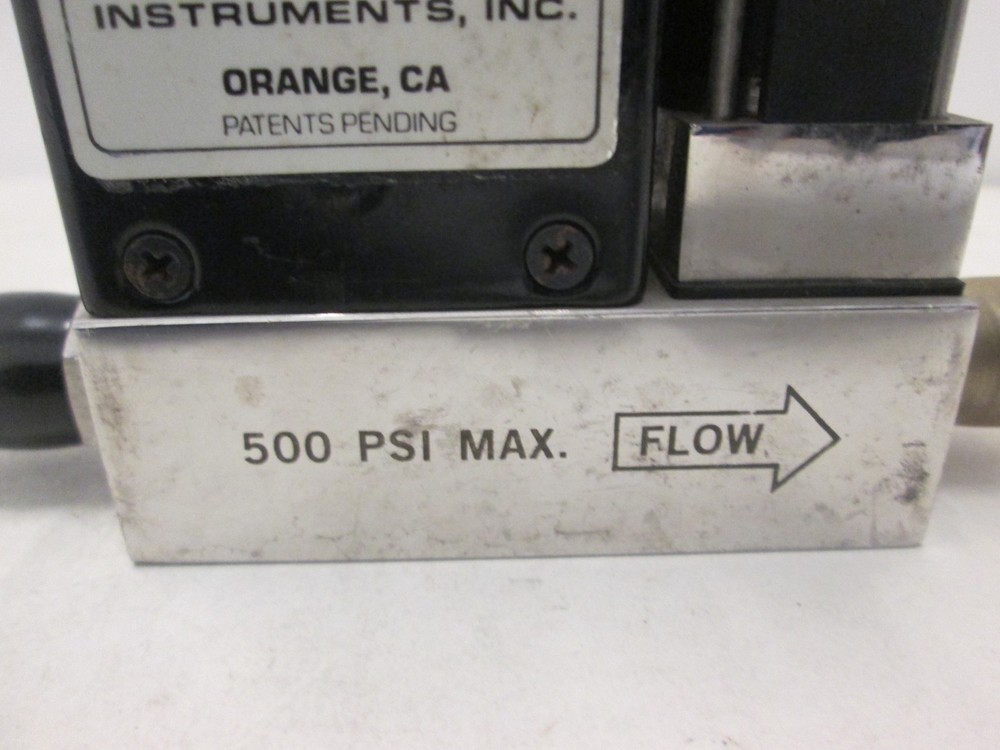 INSTRUMENTS, INC.
ORANGE, CA
PATENTS PENDING
500 PSI MAX. FLOW